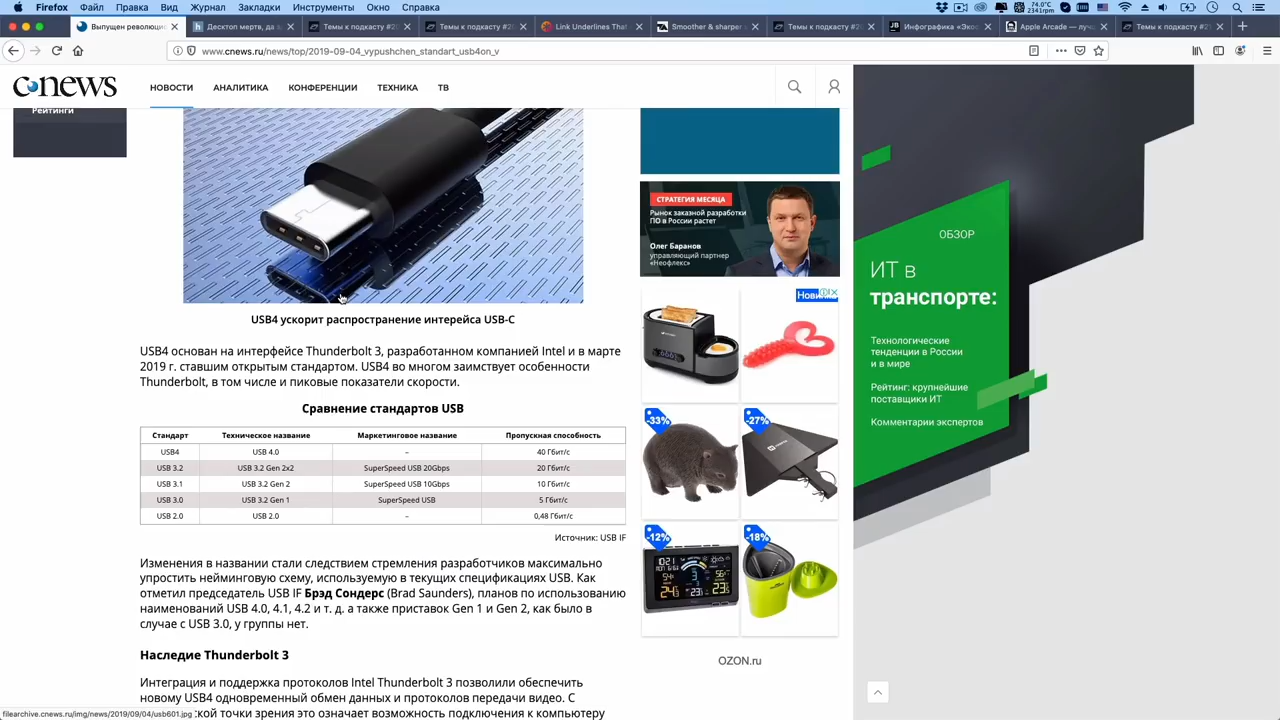 Firefox Файл Правка Вид Журнал Закладки Инструменты Окно Справка
74.0°C
2341rpm
Выпущен революци
Десктоп мертв, да з
Темы к подкасту #2
Темы к подкасту #2
Link Underlines That
Smoother & sharper
Темы к подкасту #2
Инфографика «Экос
Apple Arcade — луч
Темы к подкасту #2
www.cnews.ru/news/top/2019-09-04_vypushchen_standart_usb4on_v
cnews
НОВОСТИ АНАЛИТИКА КОНФЕРЕНЦИИ ТЕХНИКА ТВ
Рейтинги
USB4 ускорит распространение интерейса USB-C
USB4 основан на интерфейсе Thunderbolt 3, разработанном компанией Intel и в марте
2019 г. ставшим открытым стандартом. USB4 во многом заимствует особенности
Thunderbolt, в том числе и пиковые показатели скорости.
Сравнение стандартов USB
Стандарт Техническое название Маркетинговое название Пропускная способность
USB4 USB 4.0 – 40 Гбит/с
USB 3.2 USB 3.2 Gen 2x2 SuperSpeed USB 20Gbps 20 Гбит/с
USB 3.1 USB 3.2 Gen 2 SuperSpeed USB 10Gbps 10 Гбит/с
USB 3.0 USB 3.2 Gen 1 SuperSpeed USB 5 Гбит/с
USB 2.0 USB 2.0 – 0,48 Гбит/с
Источник: USB IF
Изменения в названии стали следствием стремления разработчиков максимально
упростить нейминговую схему, используемую в текущих спецификациях USB. Как
отметил председатель USB IF Брэд Сондерс (Brad Saunders), планов по использованию
наименований USB 4.0, 4.1, 4.2 и т. д. а также приставок Gen 1 и Gen 2, как было в
случае с USB 3.0, у группы нет.
Наследие Thunderbolt 3
Интеграция и поддержка протоколов Intel Thunderbolt 3 позволили обеспечить
новому USB4 одновременный обмен данных и протоколов передачи видео. С
ской точки зрения это означает возможность подключения к компьютеру
filearchive.cnews.ru/img/news/2019/09/04/usb601.jpg
СТРАТЕГИЯ МЕСЯЦА
Рынок заказной разработки
ПО в России растет
Олег Баранов
управляющий партнер
«Неофлекс»
-33%
-27%
-12%
-18%
OZON.ru
ОБЗОР
ИТ в
транспорте:
Технологические
тенденции в России
и в мире
Рейтинг: крупнейшие
поставщики ИТ
Комментарии экспертов